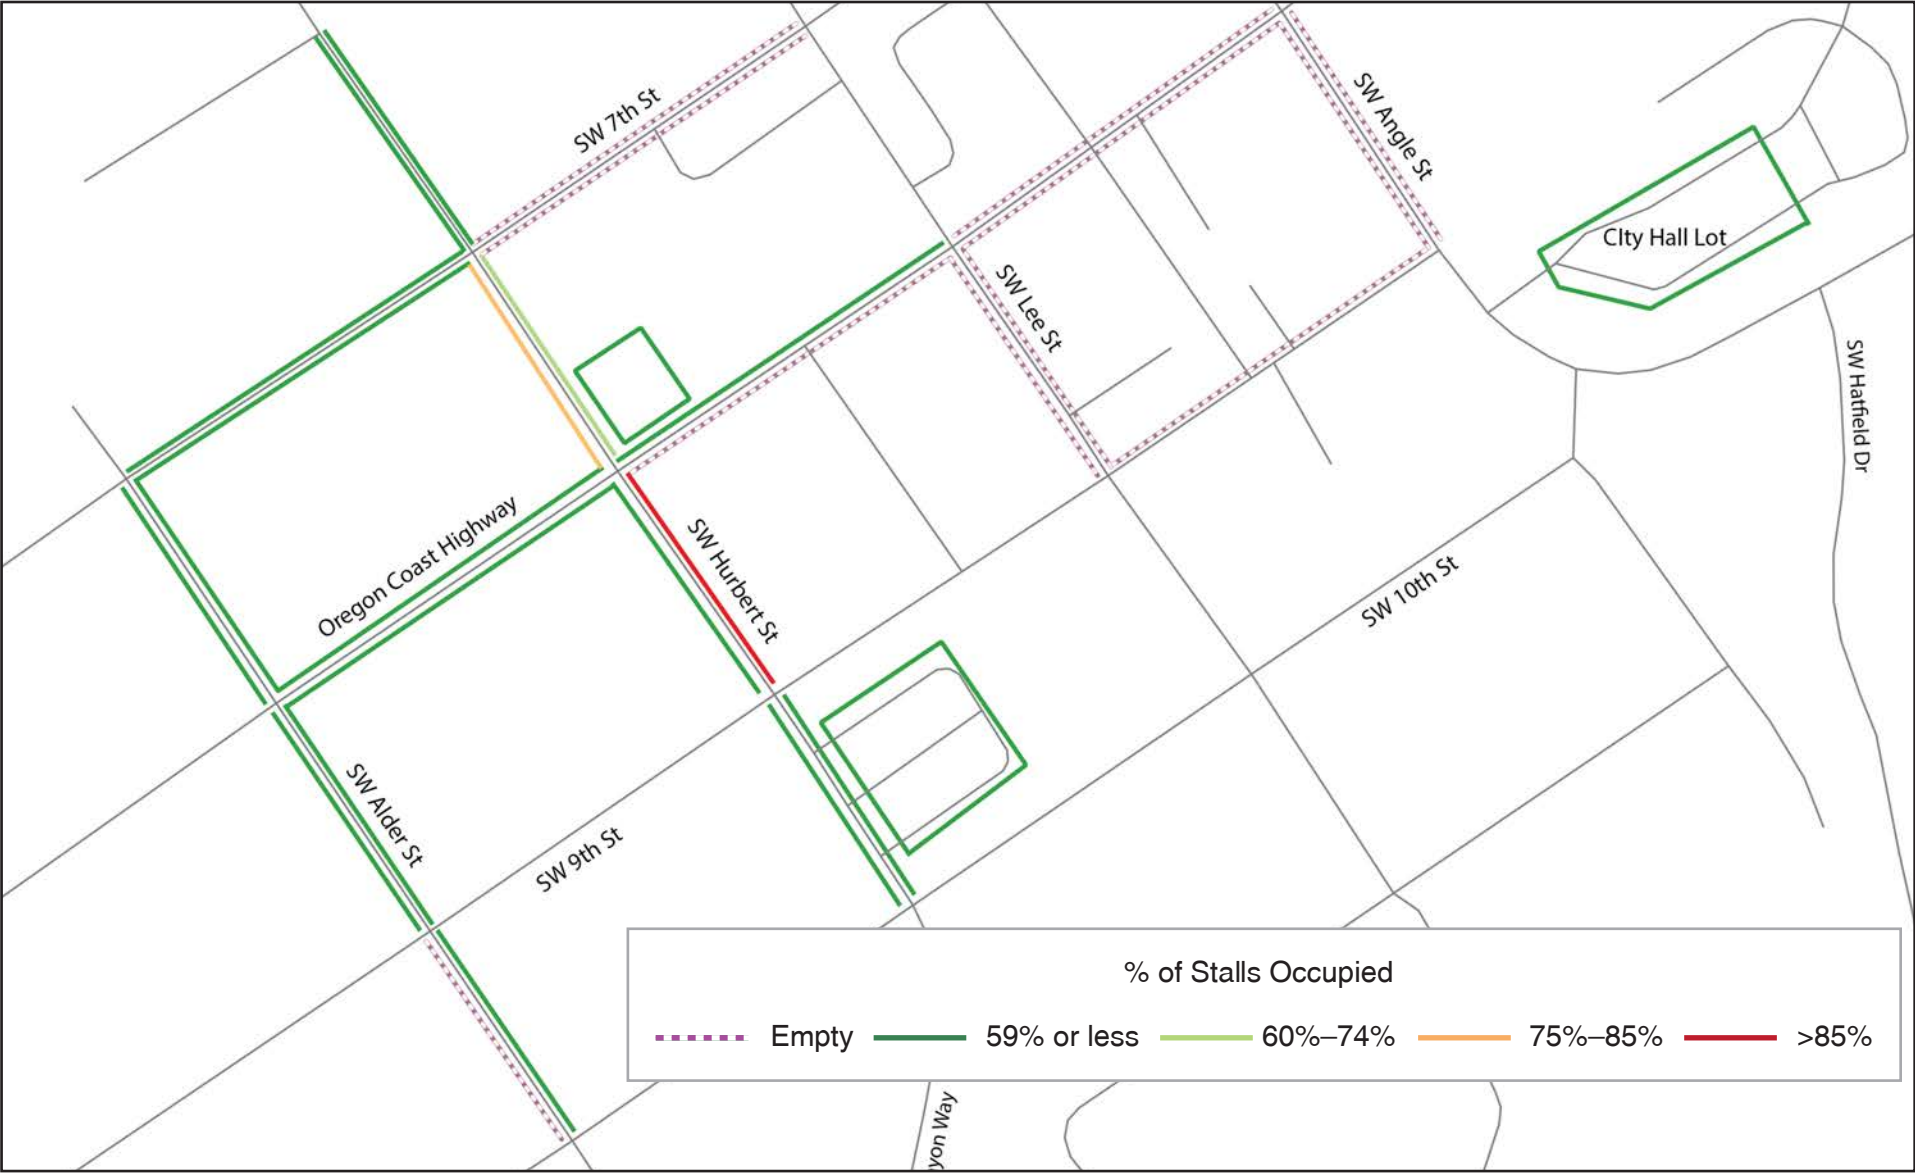 SW 7th St
SW Angle St
CIty Hall Lot
SW Lee St
SW Hatfield Dr
Oregon Coast Highway
SW Hurbert St
SW 10th St
SW Alder St
SW 9th St
% of Stalls Occupied
Empty 59% or less 60%–74% 75%–85% >85%
yon Way